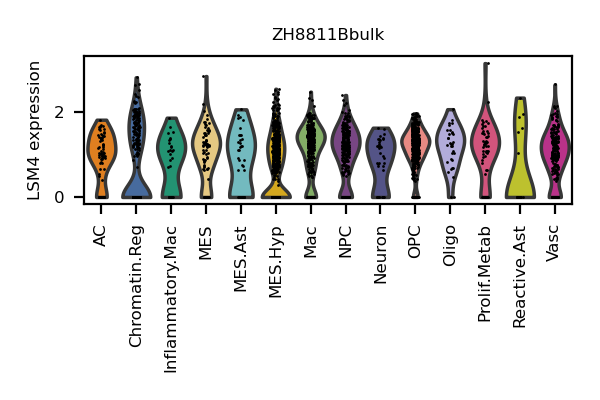 ZH8811Bbulk
LSM4 expression
2
0
AC
Chromatin.Reg
Inflammatory.Mac
MES
MES.Ast
MES.Hyp
Mac
NPC
Neuron
OPC
Oligo
Prolif.Metab
Reactive.Ast
Vasc